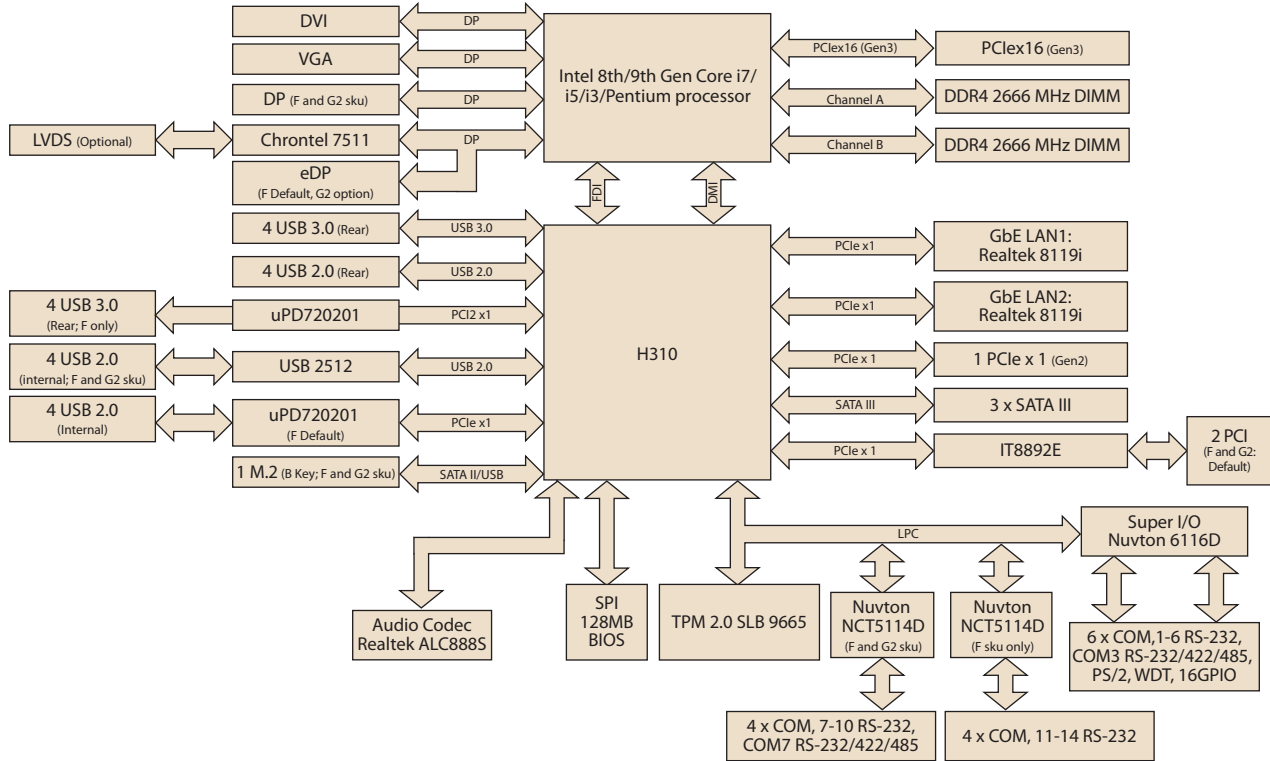 DVI
DP
VGA
DP
DP (F and G2 sku)
DP
LVDS (Optional)
Chrontel 7511
DP
eDP
(F Default, G2 option)
Intel 8th/9th Gen Core i7/
i5/i3/Pentium processor
PCIex16 (Gen3)
PCIex16 (Gen3)
Channel A
DDR4 2666 MHz DIMM
Channel B
DDR4 2666 MHz DIMM
FDI
DMI
4 USB 3.0 (Rear)
USB 3.0
4 USB 2.0 (Rear)
USB 2.0
4 USB 3.0
(Rear; F only)
uPD720201
PCI2 x1
4 USB 2.0
(internal; F and G2 sku)
USB 2512
USB 2.0
4 USB 2.0
(Internal)
uPD720201
(F Default)
PCIe x1
1 M.2 (B Key; F and G2 sku)
SATA II/USB
H310
PCIe x1
GbE LAN1:
Realtek 8119i
PCIe x1
GbE LAN2:
Realtek 8119i
PCIe x 1
1 PCIe x 1 (Gen2)
SATA III
3 x SATA III
PCIe x 1
IT8892E
2 PCI
(F and G2:
Default)
LPC
Super I/O
Nuvton 6116D
Audio Codec
Realtek ALC888S
SPI
128MB
BIOS
TPM 2.0 SLB 9665
Nuvton
NCT5114D
(F and G2 sku)
Nuvton
NCT5114D
(F sku only)
6 x COM,1-6 RS-232,
COM3 RS-232/422/485,
PS/2, WDT, 16GPIO
4 x COM, 7-10 RS-232,
COM7 RS-232/422/485
4 x COM, 11-14 RS-232